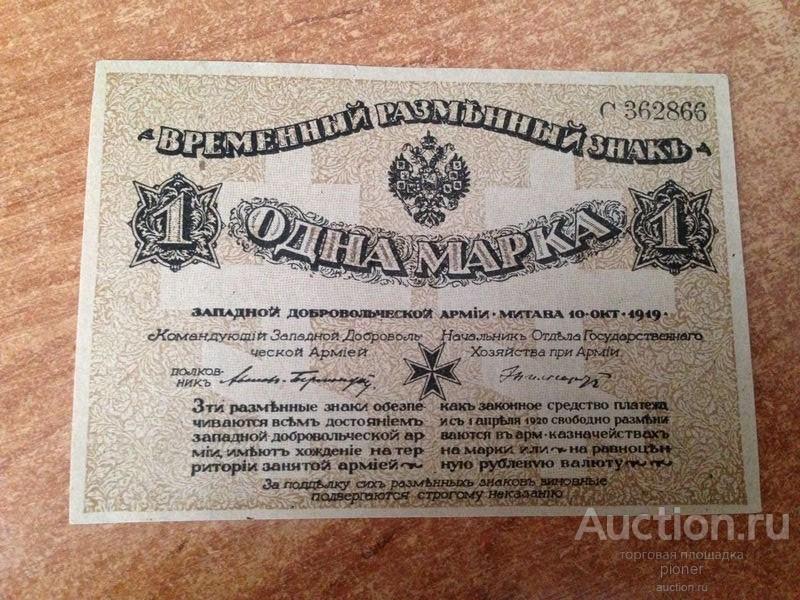 С 362866
ВРЕМЕННЫЙ РАЗМѢННЫЙ ЗНАКЪ
1 ОДНА МАРКА 1
ЗАПАДНОЙ ДОБРОВОЛЬЧЕСКОЙ АРМІИ · МИТАВА 10·ОКТ·1919·
Командующій Западной Доброволь
ческой Арміей
полков-
никъ
Начальникъ Отдѣла Государственнаго
Хозяйства при Арміи
Эти размѣнные знаки обезпе
чиваются всѣмъ достояніемъ
западной добровольческой ар
міи, имѣютъ хожденіе на тер
риторіи занятой арміей
какъ законное средство платежа
и съ 1 апрѣля 1920 свободно размѣни
ваются въ арм·казначействахъ
на марки или на равноцѣн
ную рублевую валюту
За поддѣлку сихъ размѣнныхъ знаковъ виновные
подвергаются строгому наказанію
Auction.ru
торговая площадка
pioner
auction.ru